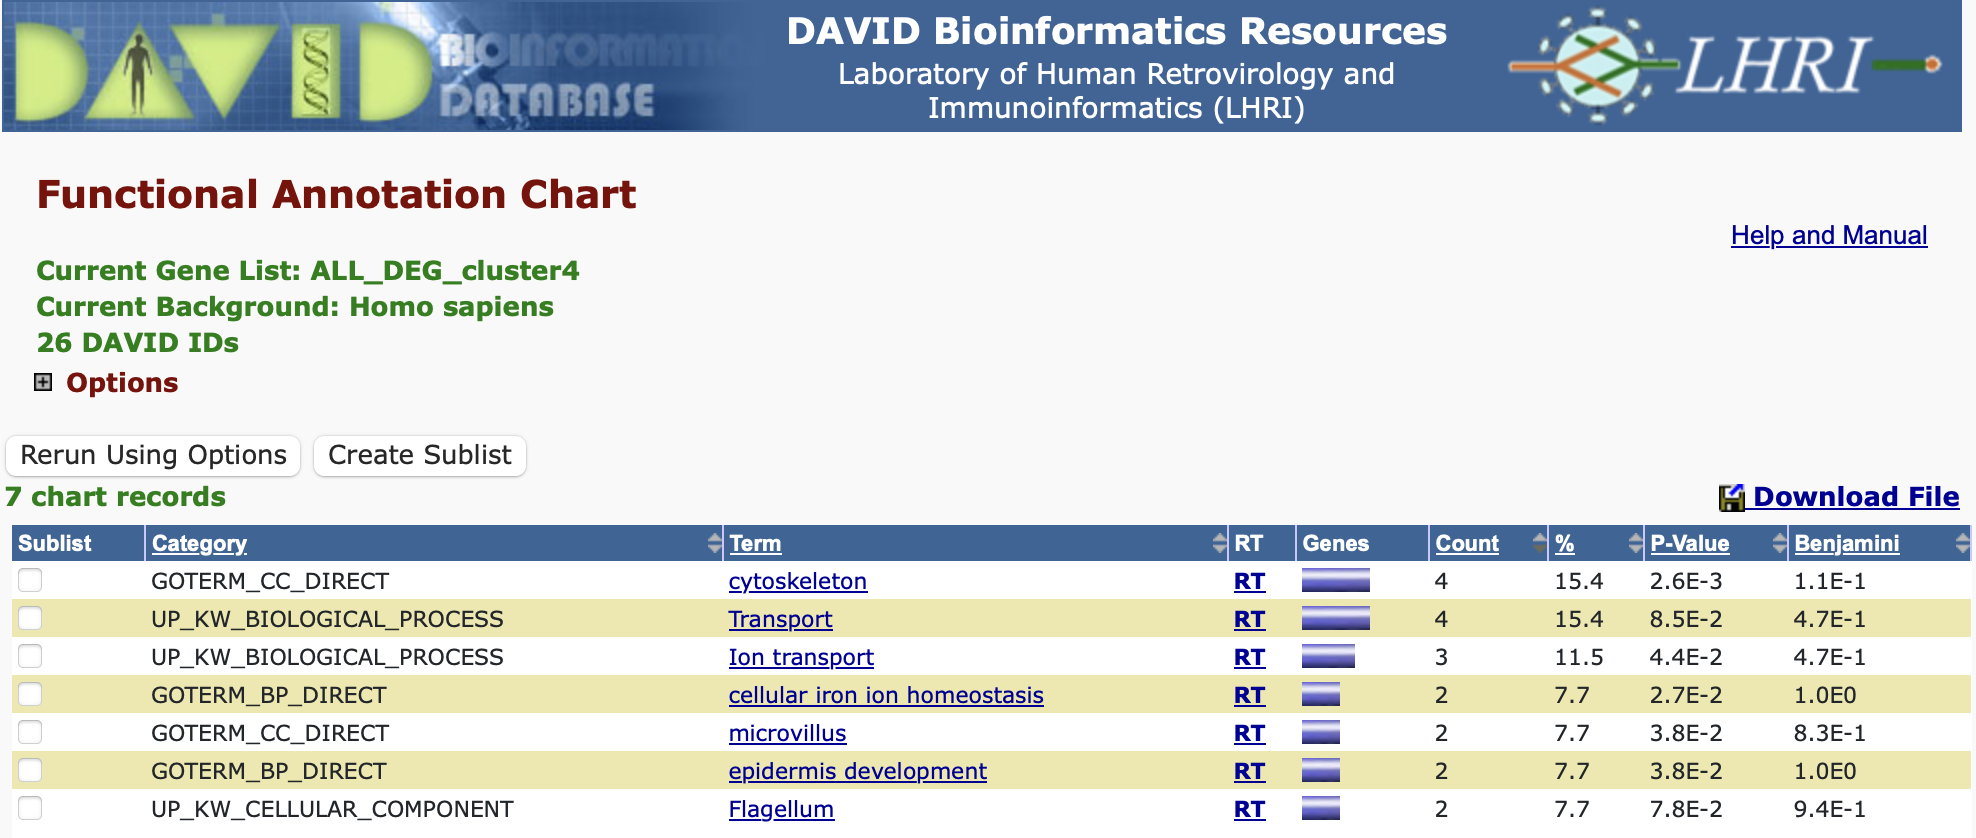 DAVID BIOINFORMATICS
DATABASE
DAVID Bioinformatics Resources
Laboratory of Human Retrovirology and
Immunoinformatics (LHRI)
LHRI
Functional Annotation Chart
Help and Manual
Current Gene List: ALL_DEG_cluster4
Current Background: Homo sapiens
26 DAVID IDs
Options
Rerun Using Options Create Sublist
7 chart records Download File
Sublist Category Term RT Genes Count % P-Value Benjamini
GOTERM_CC_DIRECT cytoskeleton RT 4 15.4 2.6E-3 1.1E-1
UP_KW_BIOLOGICAL_PROCESS Transport RT 4 15.4 8.5E-2 4.7E-1
UP_KW_BIOLOGICAL_PROCESS Ion transport RT 3 11.5 4.4E-2 4.7E-1
GOTERM_BP_DIRECT cellular iron ion homeostasis RT 2 7.7 2.7E-2 1.0E0
GOTERM_CC_DIRECT microvillus RT 2 7.7 3.8E-2 8.3E-1
GOTERM_BP_DIRECT epidermis development RT 2 7.7 3.8E-2 1.0E0
UP_KW_CELLULAR_COMPONENT Flagellum RT 2 7.7 7.8E-2 9.4E-1